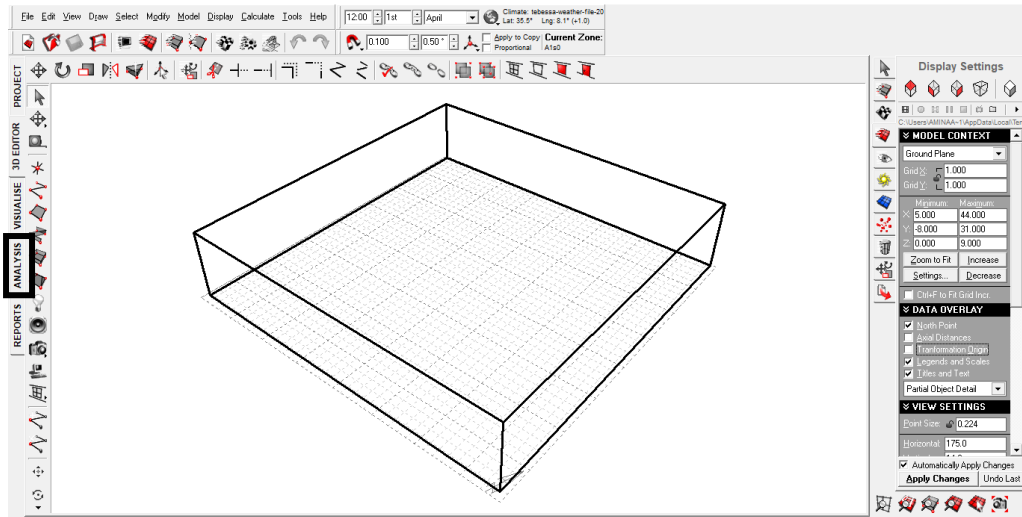 File Edit View Draw Select Modify Model Display Calculate Tools Help
12:00 1st April
Climate: tebessa-weather-file-20
Lat: 35.5° Lng: 8.1° (+1.0)
0.100 0.50 °
Apply to Copy
Proportional
Current Zone:
A1s0
PROJECT
3D EDITOR
VISUALISE
ANALYSIS
REPORTS
Display Settings
C:\Users\AMINAA~1\AppData\Local\Ten
¥ MODEL CONTEXT
Ground Plane
Grid X: 1.000
Grid Y: 1.000
Minimum: Maximum:
X: 5.000 44.000
Y: -8.000 31.000
Z: 0.000 9.000
Zoom to Fit Increase
Settings... Decrease
Ctrl+F to Fit Grid Incr.
¥ DATA OVERLAY
North Point
Axial Distances
Tranformation Origin
Legends and Scales
Titles and Text
Partial Object Detail
¥ VIEW SETTINGS
Point Size: 0.224
Horizontal: 175.0
Automatically Apply Changes
Apply Changes Undo Last